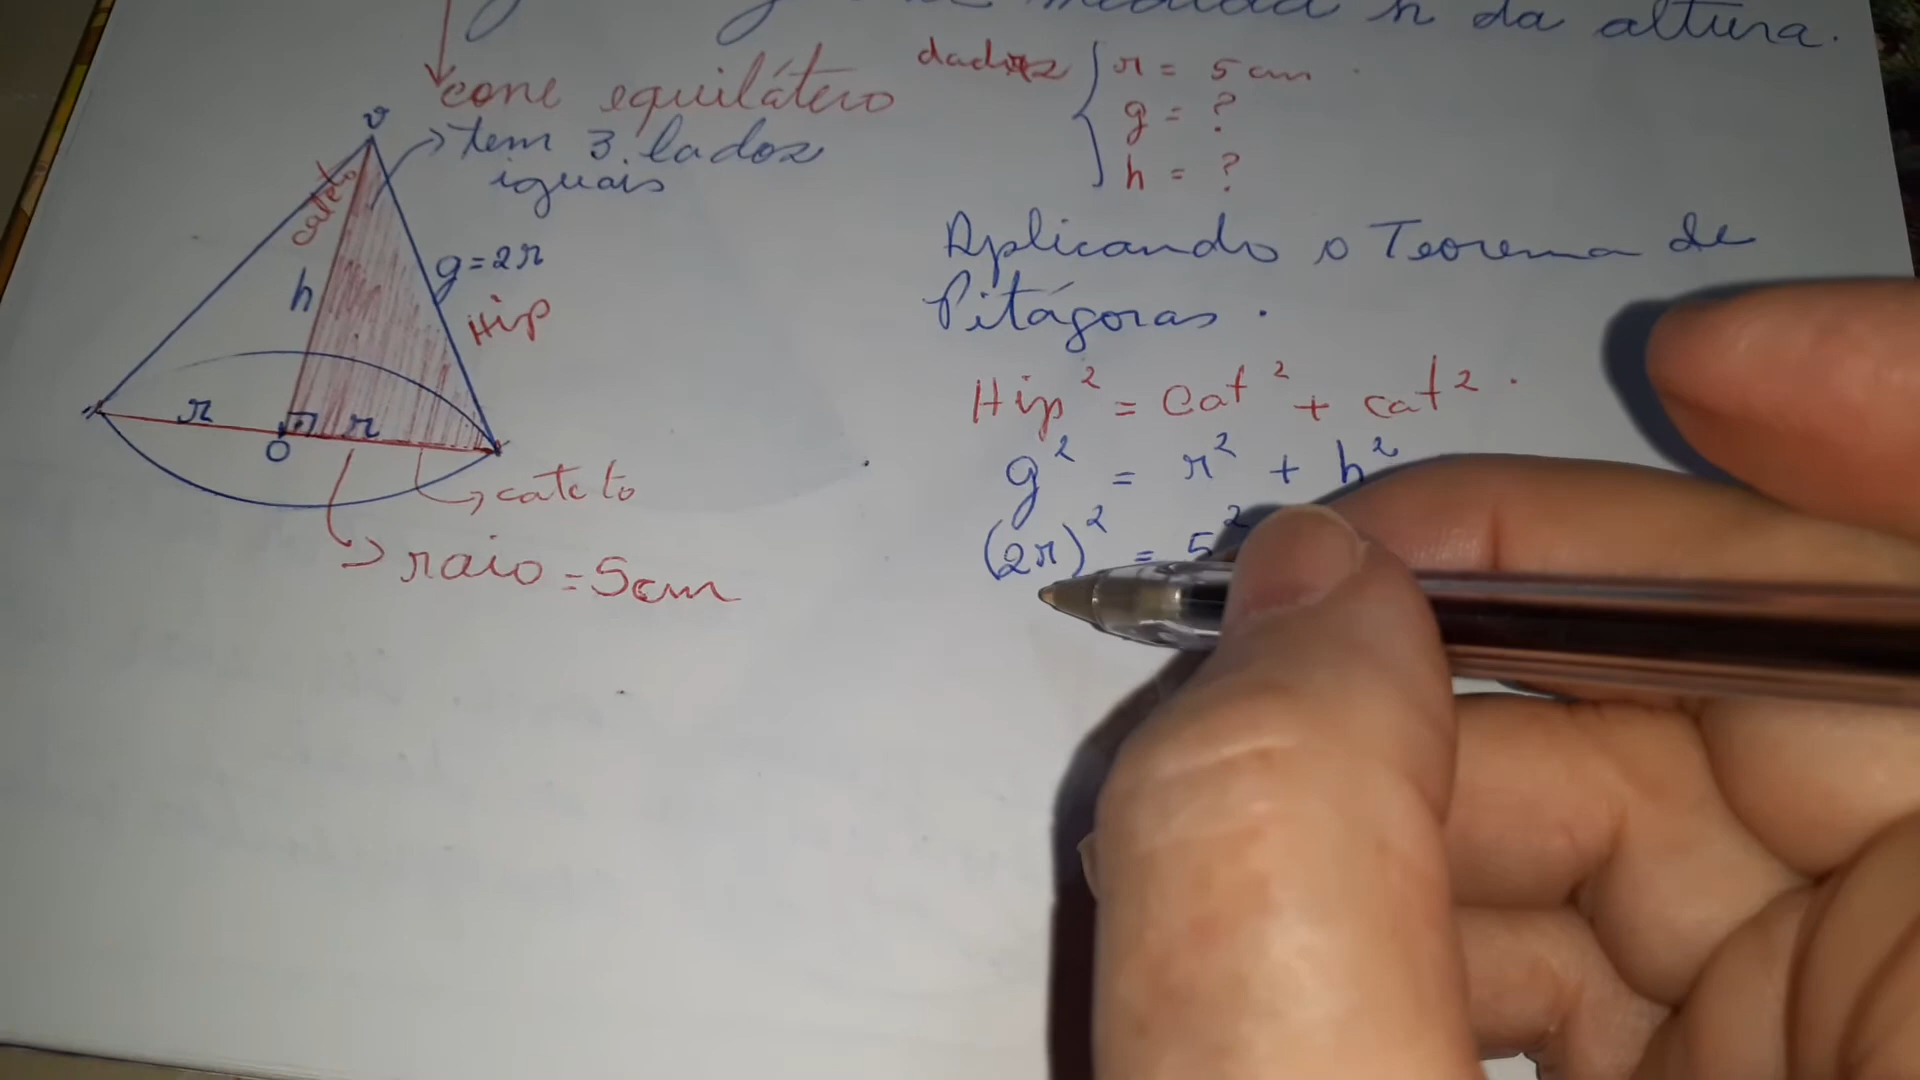 medida h da altura.
cone equilátero
tem 3 lados
iguais
v
cateto
h
g=2r
Hip
r
O
r
cateto
raio = 5cm
dados { r = 5 cm
g = ?
h = ?
Aplicando o Teorema de
Pitágoras.
Hip² = cat² + cat².
g² = r² + h²
(2r)² = 5²